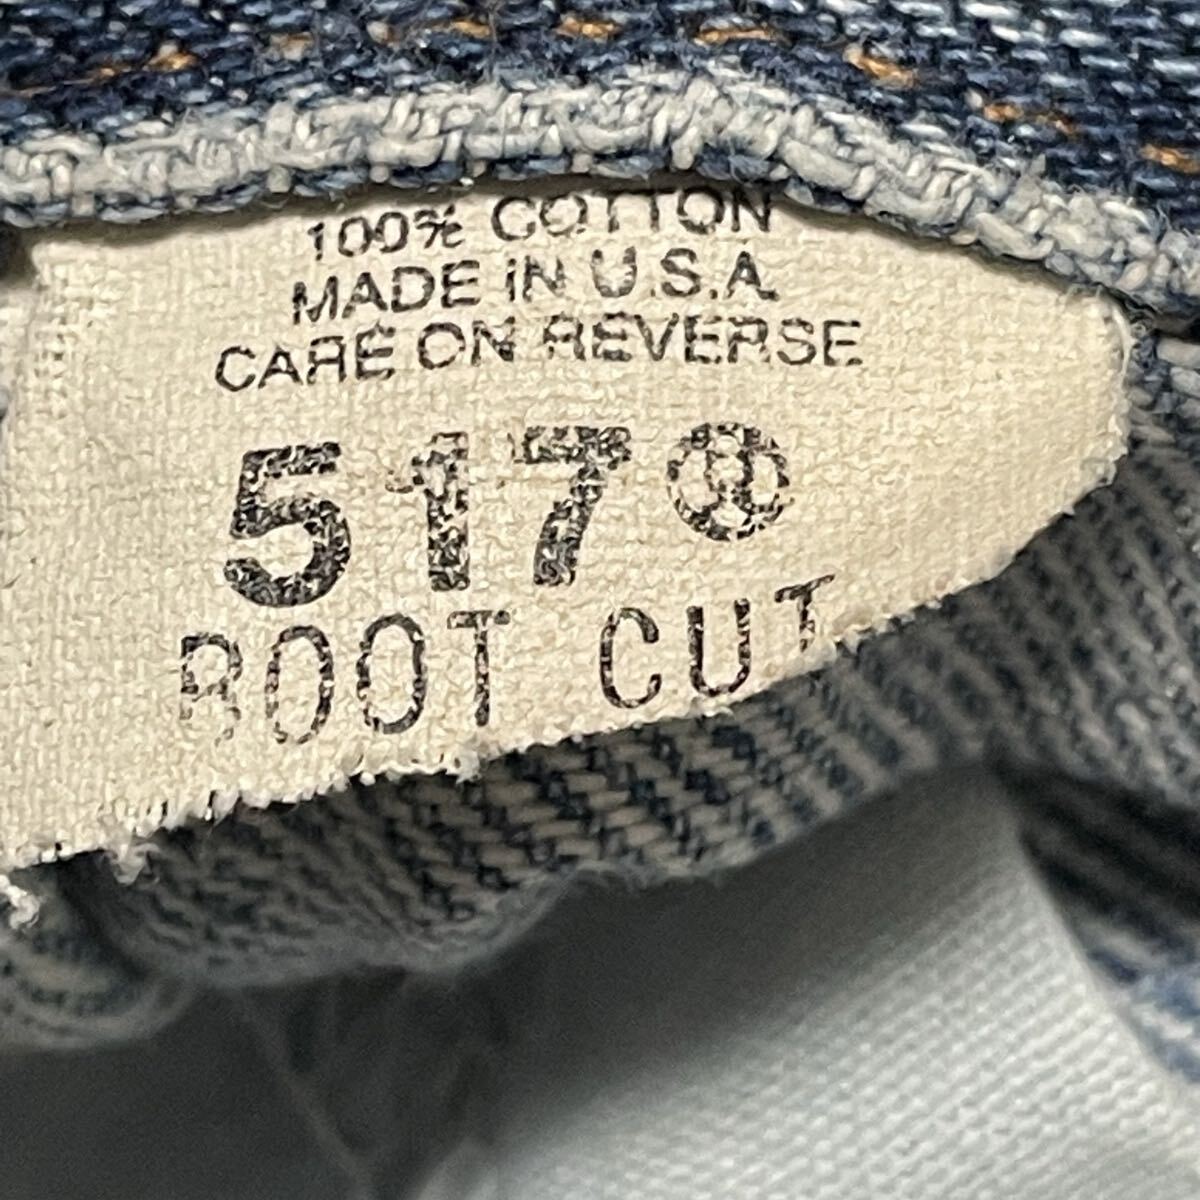 100% COTTON
MADE IN U.S.A.
CARE ON REVERSE
517®
BOOT CUT